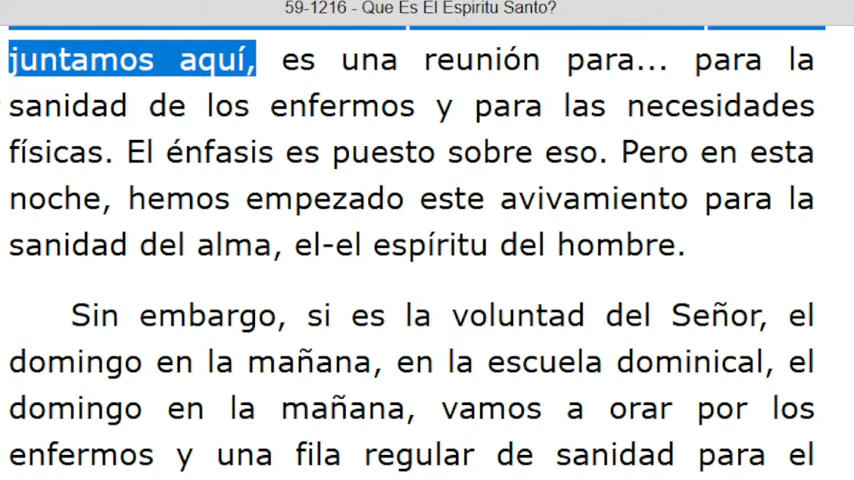 59-1216 - Que Es El Espiritu Santo?
juntamos aquí, es una reunión para... para la
sanidad de los enfermos y para las necesidades
físicas. El énfasis es puesto sobre eso. Pero en esta
noche, hemos empezado este avivamiento para la
sanidad del alma, el-el espíritu del hombre.
Sin embargo, si es la voluntad del Señor, el
domingo en la mañana, en la escuela dominical, el
domingo en la mañana, vamos a orar por los
enfermos y una fila regular de sanidad para el